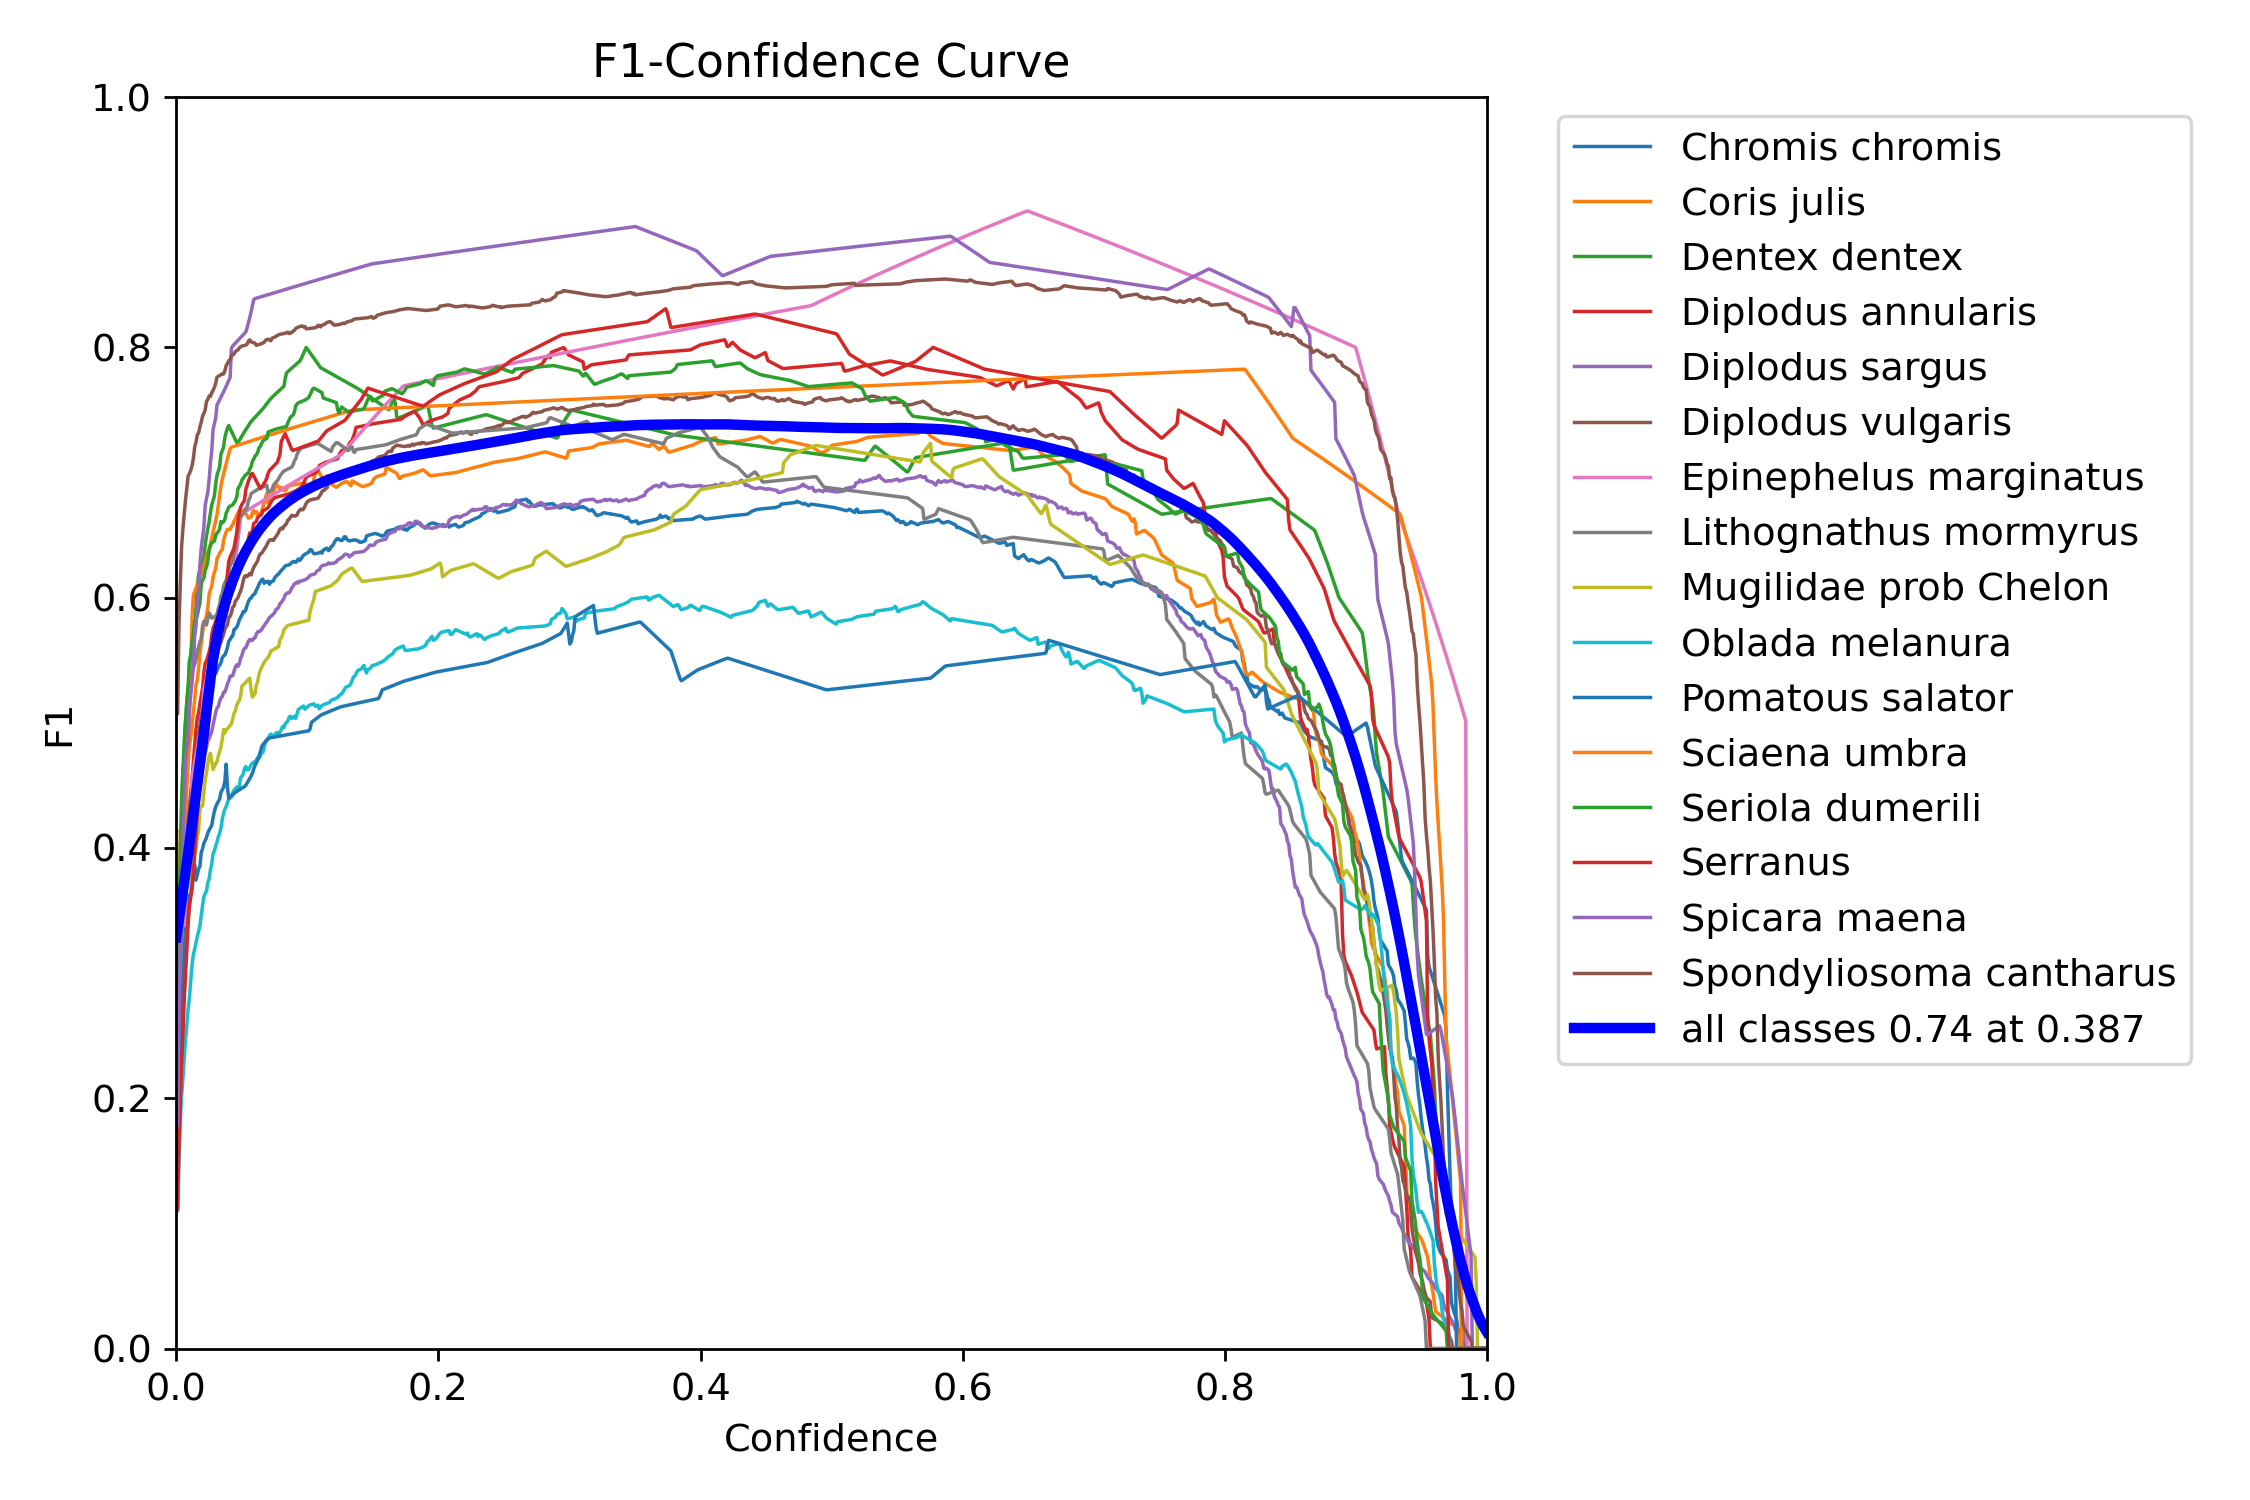 F1-Confidence Curve
1.0
0.8
0.6
0.4
0.2
0.0
F1
0.0 0.2 0.4 0.6 0.8 1.0
Confidence
Chromis chromis
Coris julis
Dentex dentex
Diplodus annularis
Diplodus sargus
Diplodus vulgaris
Epinephelus marginatus
Lithognathus mormyrus
Mugilidae prob Chelon
Oblada melanura
Pomatous salator
Sciaena umbra
Seriola dumerili
Serranus
Spicara maena
Spondyliosoma cantharus
all classes 0.74 at 0.387